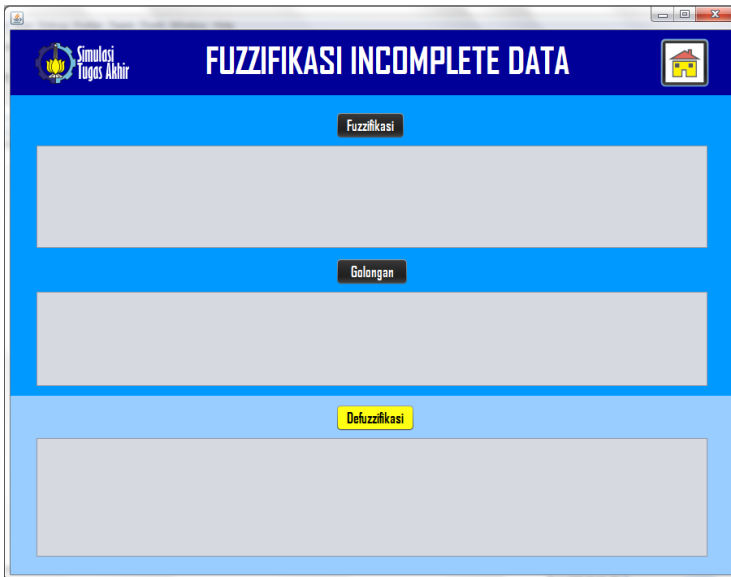 Simulasi
Tugas Akhir
FUZZIFIKASI INCOMPLETE DATA
Fuzzifikasi
Golongan
Defuzzifikasi